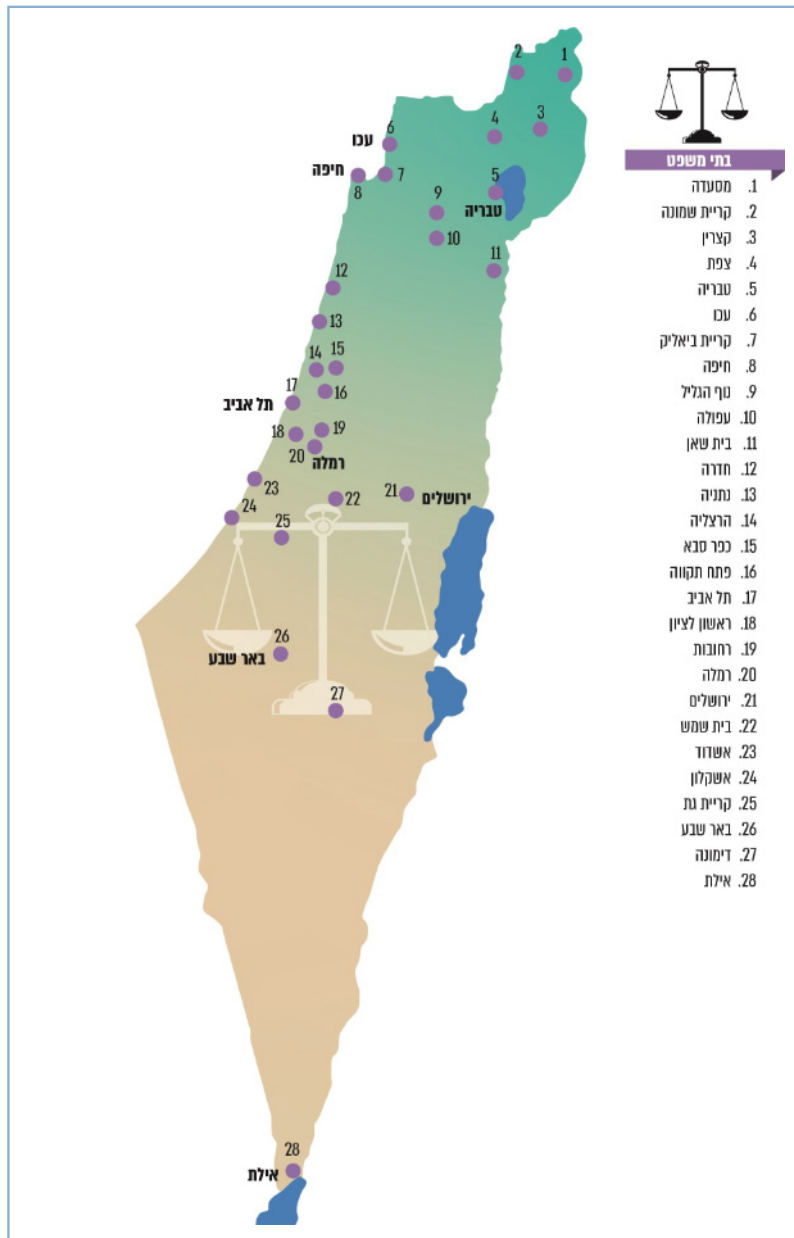 2
1
4
3
6
עכו
חיפה
8
7
5
9
טבריה
10
11
12
13
14
15
16
17
תל אביב
18
19
20
רמלה
23
22
21
ירושלים
24
25
26
באר שבע
27
28
אילת
בתי משפט
1. מסעדה
2. קריית שמונה
3. קצרין
4. צפת
5. טבריה
6. עכו
7. קריית ביאליק
8. חיפה
9. נוף הגליל
10. עפולה
11. בית שאן
12. חדרה
13. נתניה
14. הרצליה
15. כפר סבא
16. פתח תקווה
17. תל אביב
18. ראשון לציון
19. רחובות
20. רמלה
21. ירושלים
22. בית שמש
23. אשדוד
24. אשקלון
25. קריית גת
26. באר שבע
27. דימונה
28. אילת